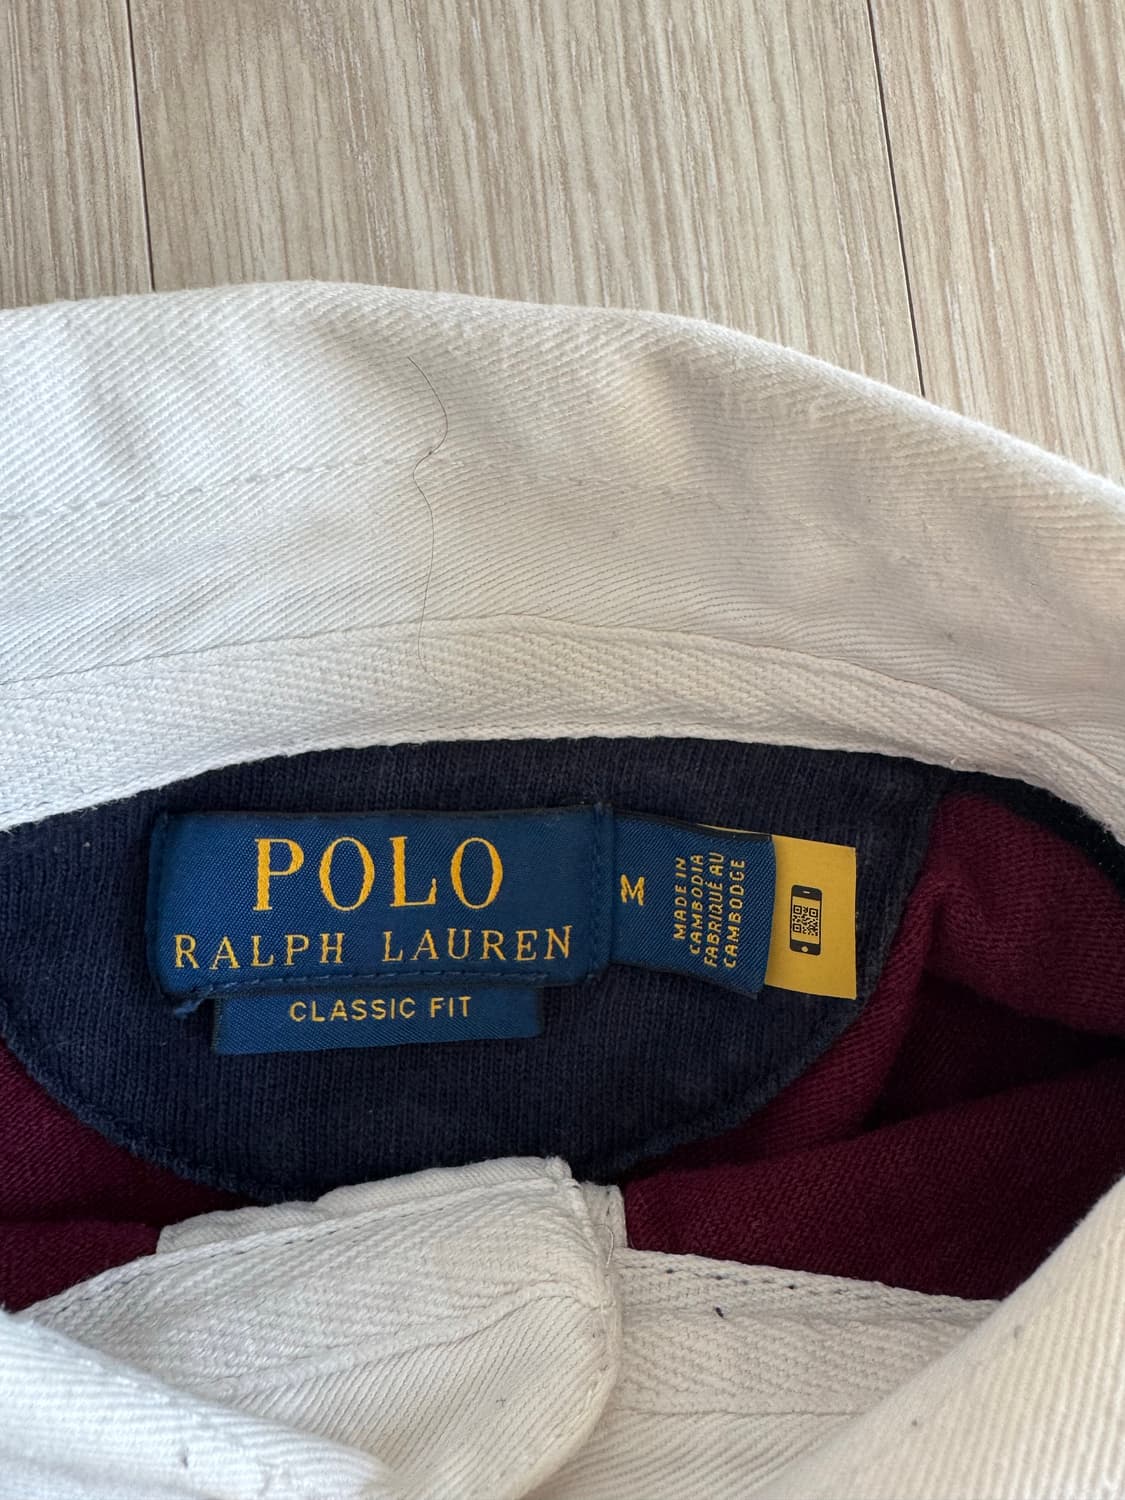 POLO
RALPH LAUREN
CLASSIC FIT
M
MADE IN
CAMBODIA
FABRIQUÉ AU
CAMBODGE